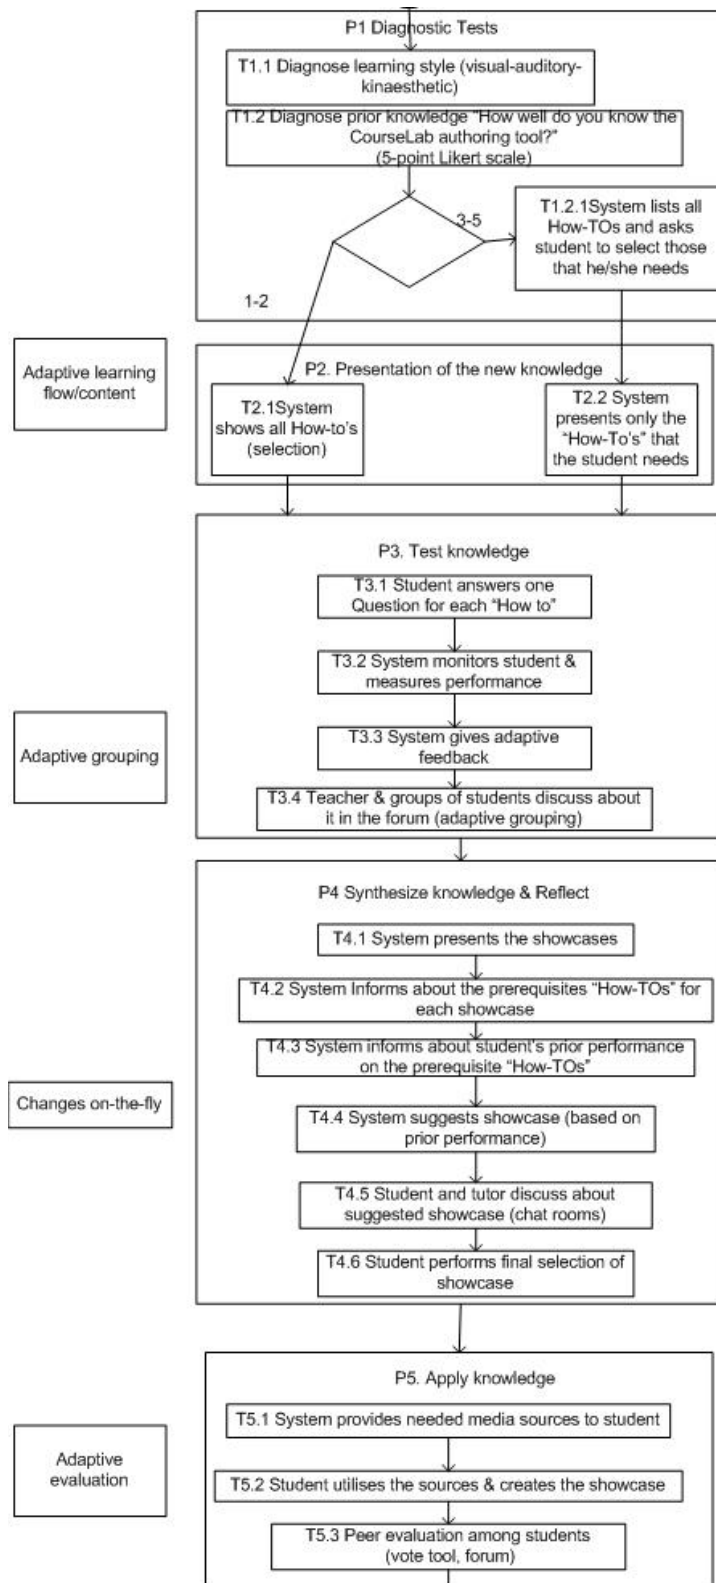 P1 Diagnostic Tests
T1.1 Diagnose learning style (visual-auditory-
kinaesthetic)
T1.2 Diagnose prior knowledge “How well do you know the
CourseLab authoring tool?”
(5-point Likert scale)
3-5
T1.2.1System lists all
How-TOs and asks
student to select those
that he/she needs
1-2
Adaptive learning
flow/content
P2. Presentation of the new knowledge
T2.1System
shows all How-to’s
(selection)
T2.2 System
presents only the
“How-To’s” that
the student needs
P3. Test knowledge
T3.1 Student answers one
Question for each “How to”
T3.2 System monitors student &
measures performance
Adaptive grouping
T3.3 System gives adaptive
feedback
T3.4 Teacher & groups of students discuss about
it in the forum (adaptive grouping)
P4 Synthesize knowledge & Reflect
T4.1 System presents the showcases
T4.2 System Informs about the prerequisites “How-TOs” for
each showcase
T4.3 System informs about student’s prior performance
on the prerequisite “How-TOs”
Changes on-the-fly
T4.4 System suggests showcase (based on
prior performance)
T4.5 Student and tutor discuss about
suggested showcase (chat rooms)
T4.6 Student performs final selection of
showcase
P5. Apply knowledge
T5.1 System provides needed media sources to student
Adaptive
evaluation
T5.2 Student utilises the sources & creates the showcase
T5.3 Peer evaluation among students
(vote tool, forum)